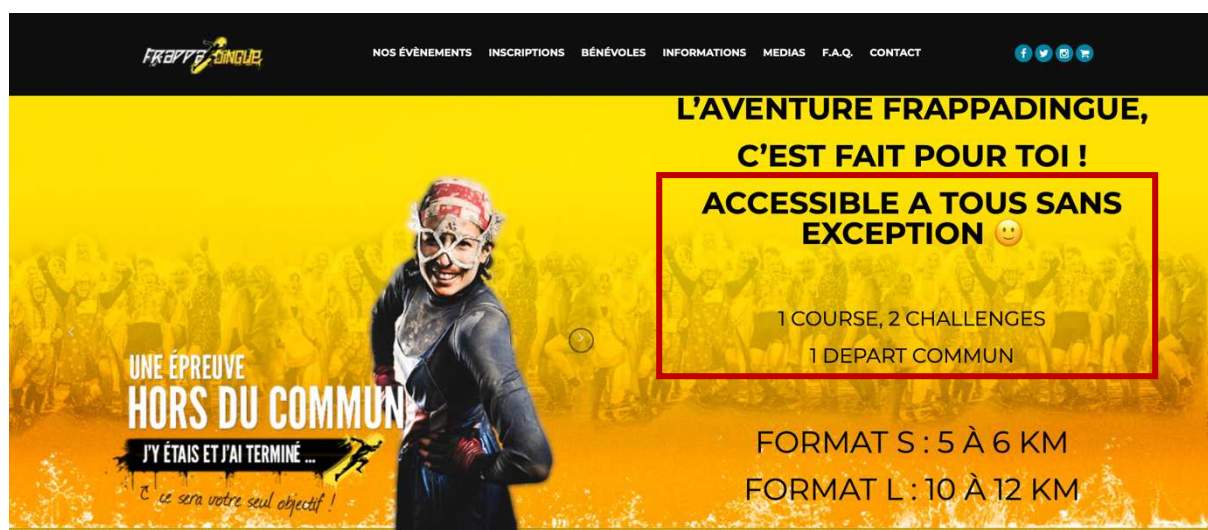 FRAPPADINGUE
NOS ÉVÈNEMENTS INSCRIPTIONS BÉNÉVOLES INFORMATIONS MEDIAS F.A.Q. CONTACT
L'AVENTURE FRAPPADINGUE,
C'EST FAIT POUR TOI !
ACCESSIBLE A TOUS SANS
EXCEPTION 🙂
1 COURSE, 2 CHALLENGES
1 DEPART COMMUN
FORMAT S : 5 À 6 KM
FORMAT L : 10 À 12 KM
UNE ÉPREUVE
HORS DU COMMUN
J'Y ÉTAIS ET J'AI TERMINÉ ...
ce sera votre seul objectif !